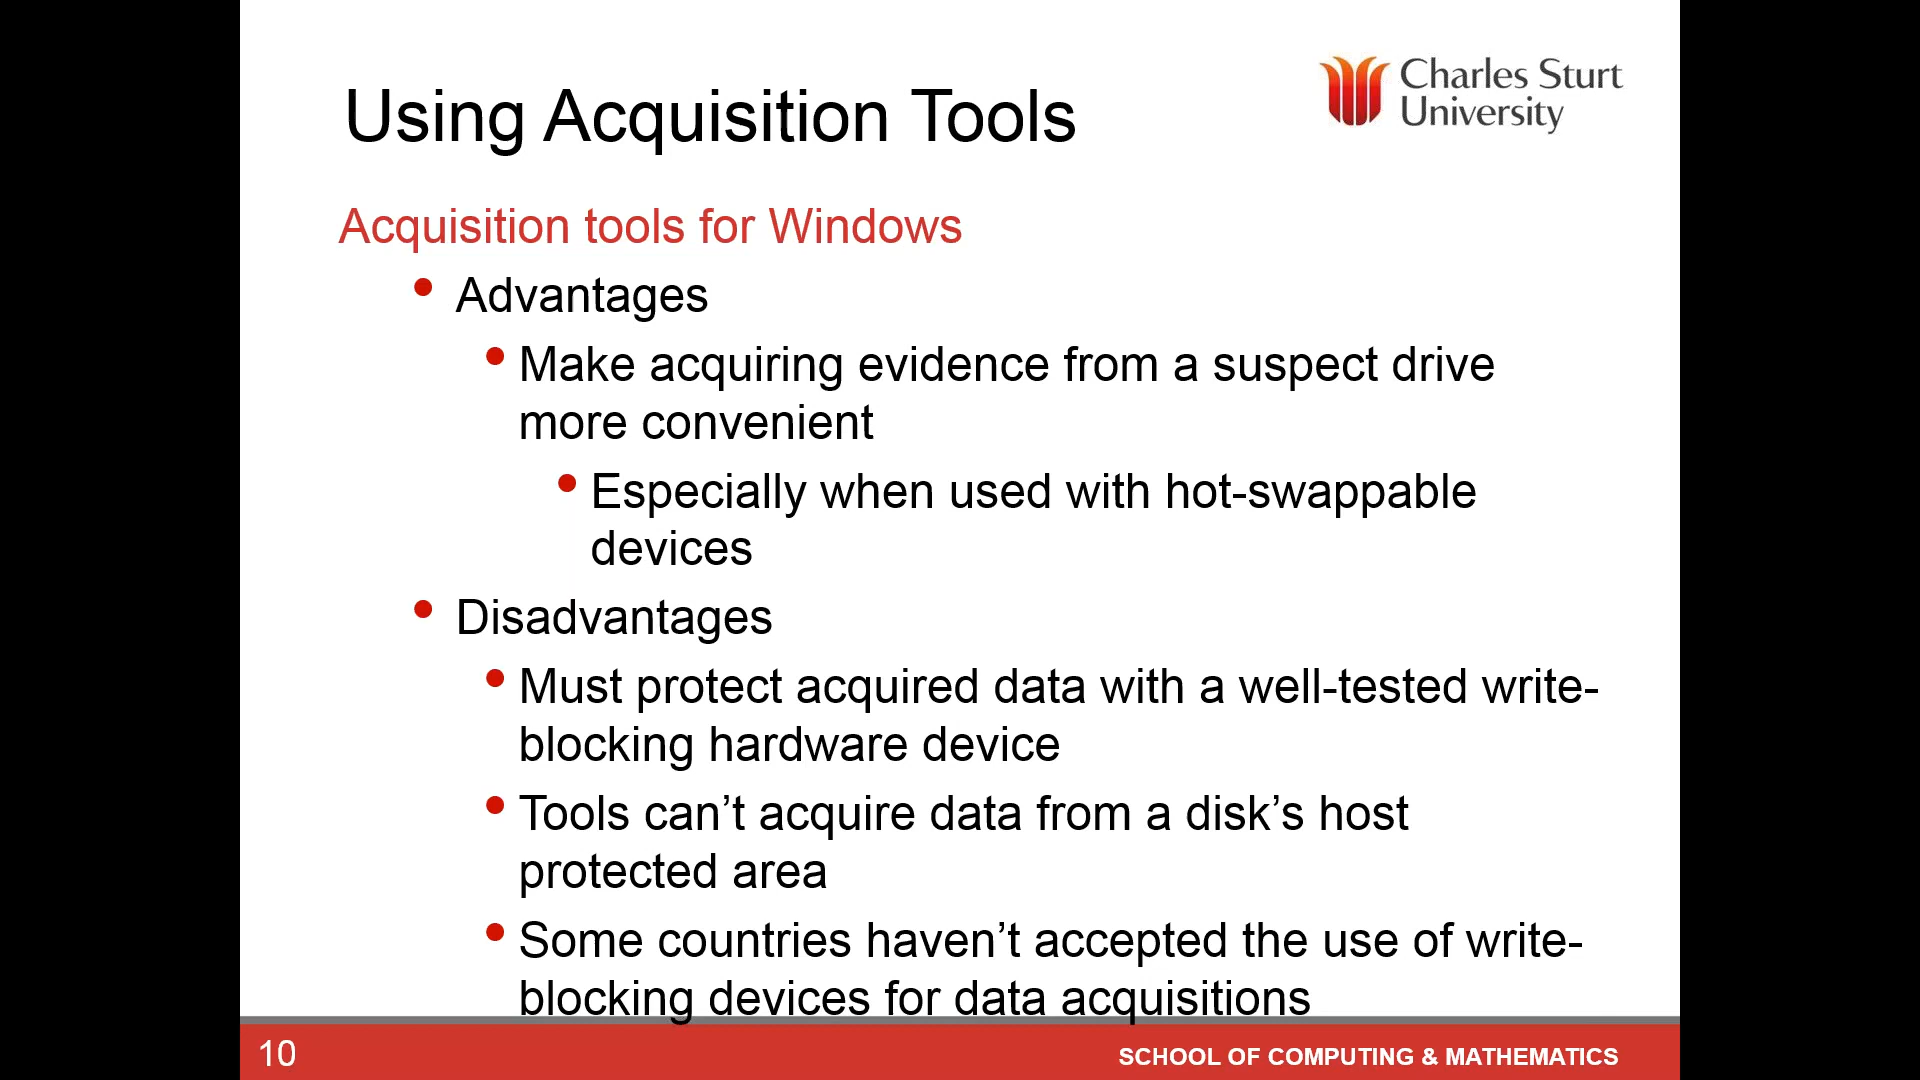 Charles Sturt
University
Using Acquisition Tools
Acquisition tools for Windows
• Advantages
• Make acquiring evidence from a suspect drive
more convenient
• Especially when used with hot-swappable
devices
• Disadvantages
• Must protect acquired data with a well-tested write-
blocking hardware device
• Tools can’t acquire data from a disk’s host
protected area
• Some countries haven’t accepted the use of write-
blocking devices for data acquisitions
10
SCHOOL OF COMPUTING & MATHEMATICS